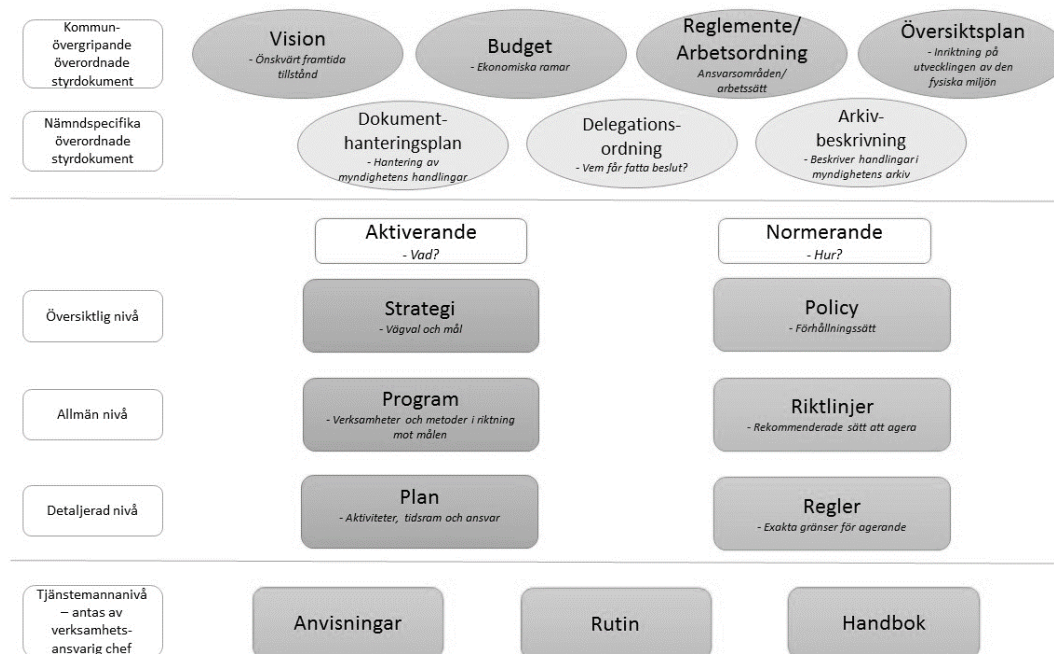 Kommun-
övergripande
överordnade
styrdokument
Vision
- Önskvärt framtida
tillstånd
Budget
- Ekonomiska ramar
Reglemente/
Arbetsordning
Ansvarsområden/
arbetssätt
Översiktsplan
- Inriktning på
utvecklingen av den
fysiska miljön
Nämndspecifika
överordnade
styrdokument
Dokument-
hanteringsplan
- Hantering av
myndighetens handlingar
Delegations-
ordning
- Vem får fatta beslut?
Arkiv-
beskrivning
- Beskriver handlingar i
myndighetens arkiv
Aktiverande
- Vad?
Normerande
- Hur?
Översiktlig nivå
Strategi
- Vägval och mål
Policy
- Förhållningssätt
Allmän nivå
Program
- Verksamheter och metoder i riktning
mot målen
Riktlinjer
- Rekommenderade sätt att agera
Detaljerad nivå
Plan
- Aktiviteter, tidsram och ansvar
Regler
- Exakta gränser för agerande
Tjänstemannanivå
– antas av
verksamhets-
ansvarig chef
Anvisningar
Rutin
Handbok